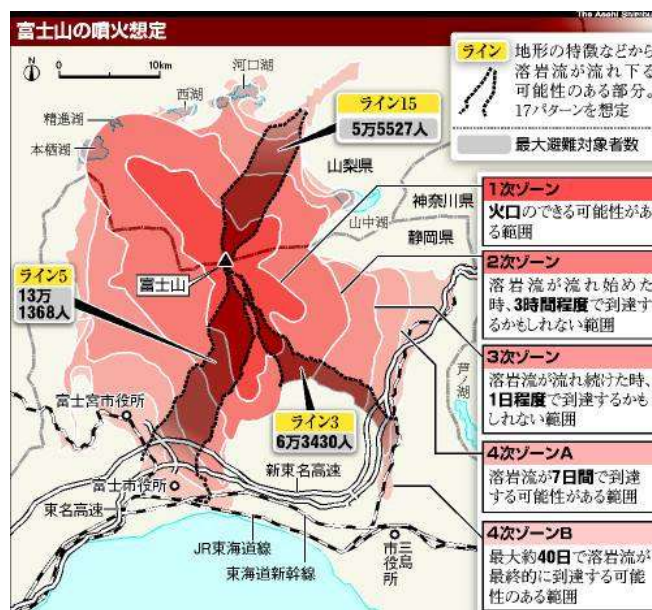 The Asahi Shimbun
富士山の噴火想定
N
0
10km
河口湖
西湖
精進湖
本栖湖
ライン15
5万5527人
山梨県
神奈川県
山中湖
静岡県
富士山
ライン5
13万
1368人
芦ノ湖
ライン3
6万3430人
富士宮市役所
新東名高速
富士市役所
東名高速
JR東海道線
東海道新幹線
三島
市役所
ライン
地形の特徴などから
溶岩流が流れ下る
可能性のある部分。
17パターンを想定
最大避難対象者数
1次ゾーン
火口のできる可能性があ
る範囲
2次ゾーン
溶岩流が流れ始めた
時、3時間程度で到達す
るかもしれない範囲
3次ゾーン
溶岩流が流れ続けた時、
1日程度で到達するかも
しれない範囲
4次ゾーンA
溶岩流が7日間で到達
する可能性がある範囲
4次ゾーンB
最大約40日で溶岩流が
最終的に到達する可能
性のある範囲